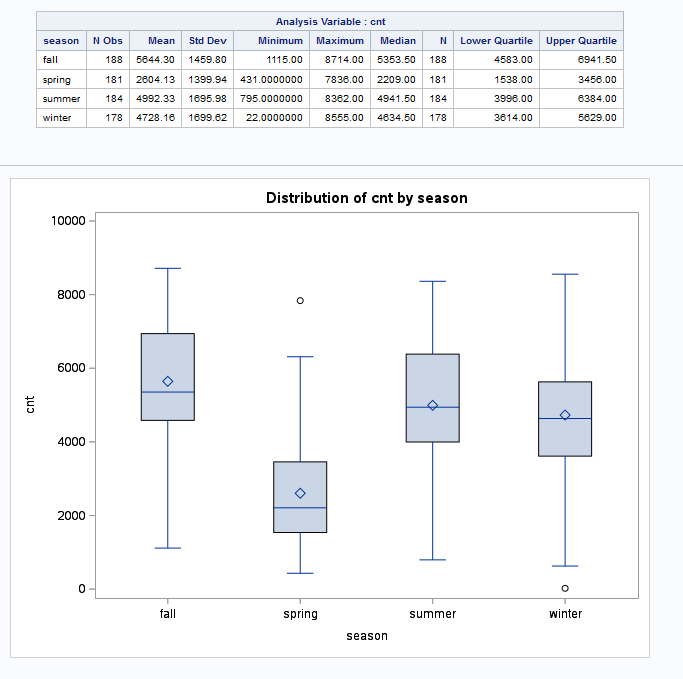 Analysis Variable : cnt
season N Obs Mean Std Dev Minimum Maximum Median N Lower Quartile Upper Quartile
fall 188 5644.30 1459.80 1115.00 8714.00 5353.50 188 4583.00 6941.50
spring 181 2604.13 1399.94 431.0000000 7836.00 2209.00 181 1538.00 3456.00
summer 184 4992.33 1695.98 795.0000000 8362.00 4941.50 184 3996.00 6384.00
winter 178 4728.16 1699.62 22.0000000 8555.00 4634.50 178 3614.00 5629.00
Distribution of cnt by season
10000
8000
6000
cnt
4000
2000
0
fall spring summer winter
season